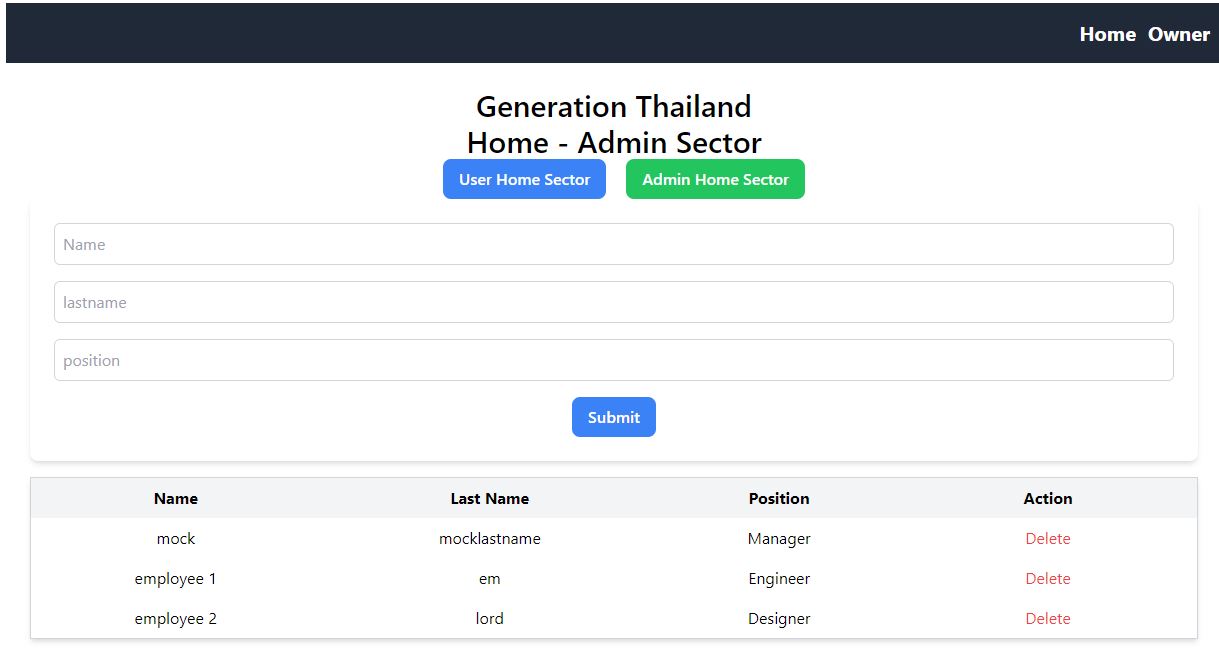 Home Owner
Generation Thailand
Home - Admin Sector
User Home Sector Admin Home Sector
Name
lastname
position
Submit
Name Last Name Position Action
mock mocklastname Manager Delete
employee 1 em Engineer Delete
employee 2 lord Designer Delete